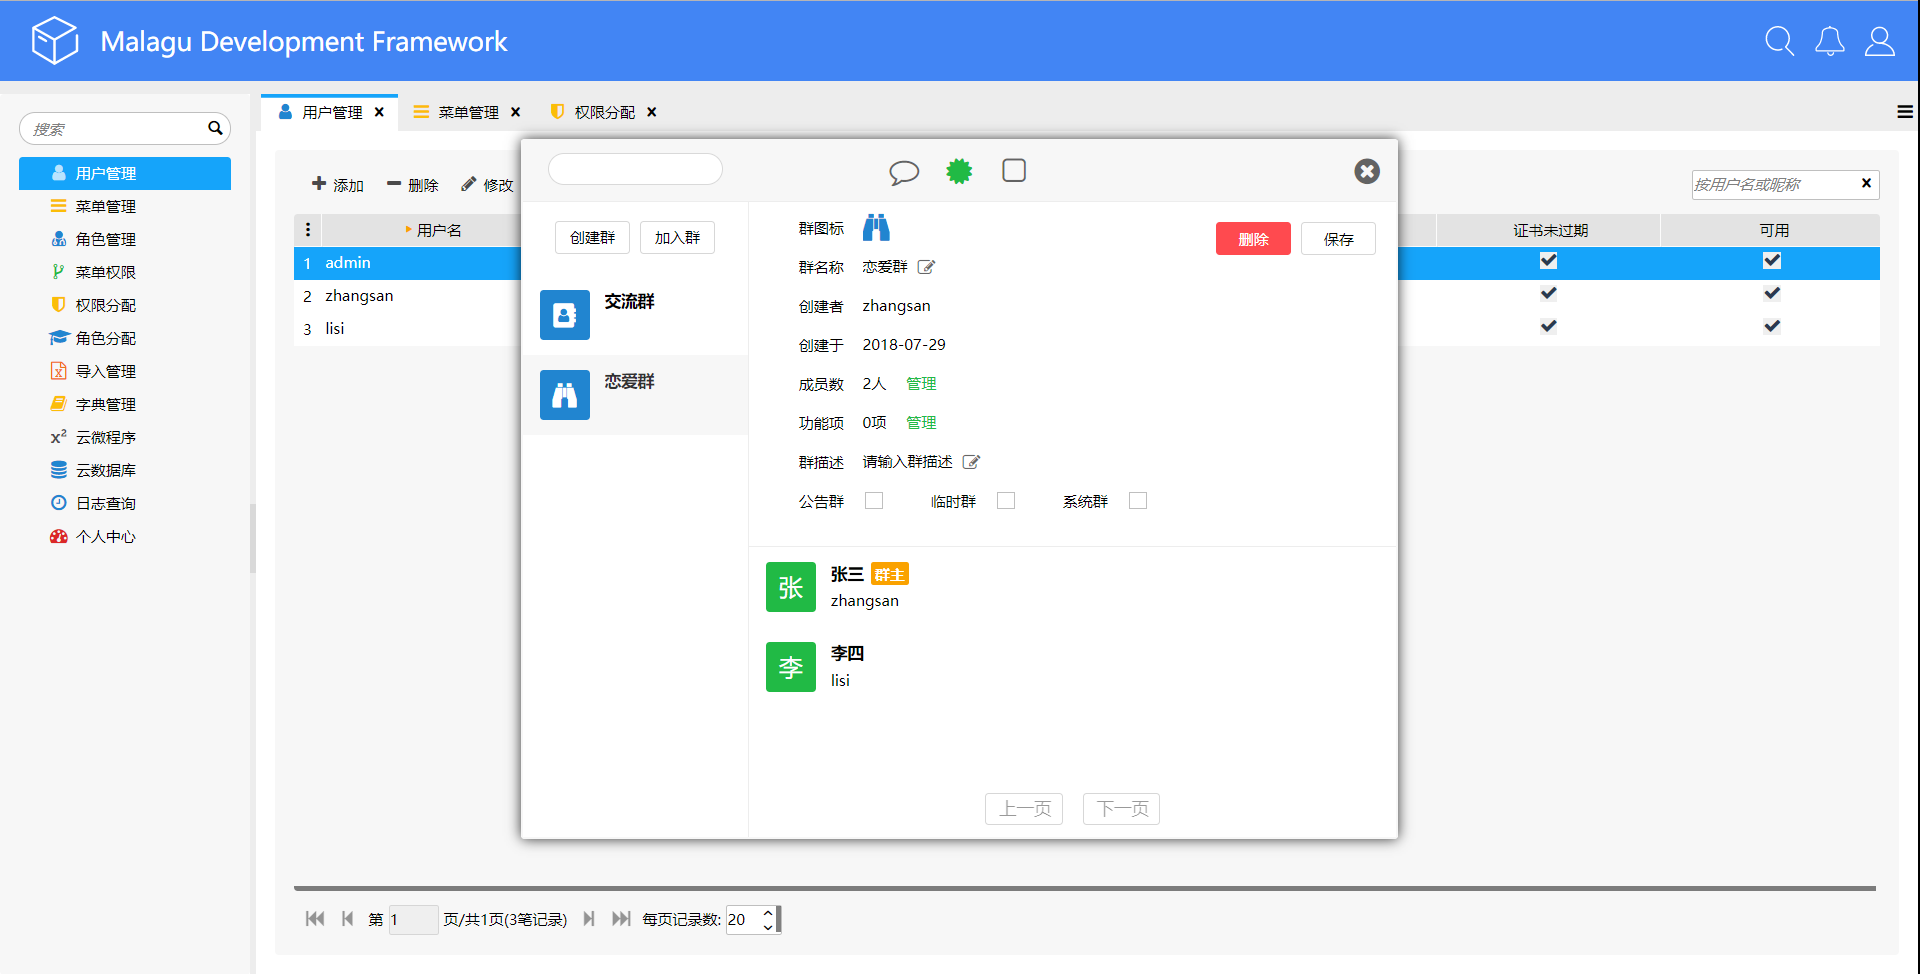 Malagu Development Framework
搜索
用户管理
菜单管理
角色管理
菜单权限
权限分配
角色分配
导入管理
字典管理
x² 云微程序
云数据库
日志查询
个人中心
用户管理 × 菜单管理 × 权限分配 ×
添加 删除 修改
按用户名或昵称 ×
用户名 证书未过期 可用
1 admin
2 zhangsan
3 lisi
创建群 加入群
交流群
恋爱群
群图标
删除 保存
群名称 恋爱群
创建者 zhangsan
创建于 2018-07-29
成员数 2人 管理
功能项 0项 管理
群描述 请输入群描述
公告群 临时群 系统群
张 张三 群主
zhangsan
李 李四
lisi
上一页 下一页
第 1 页/共1页(3笔记录) 每页记录数: 20